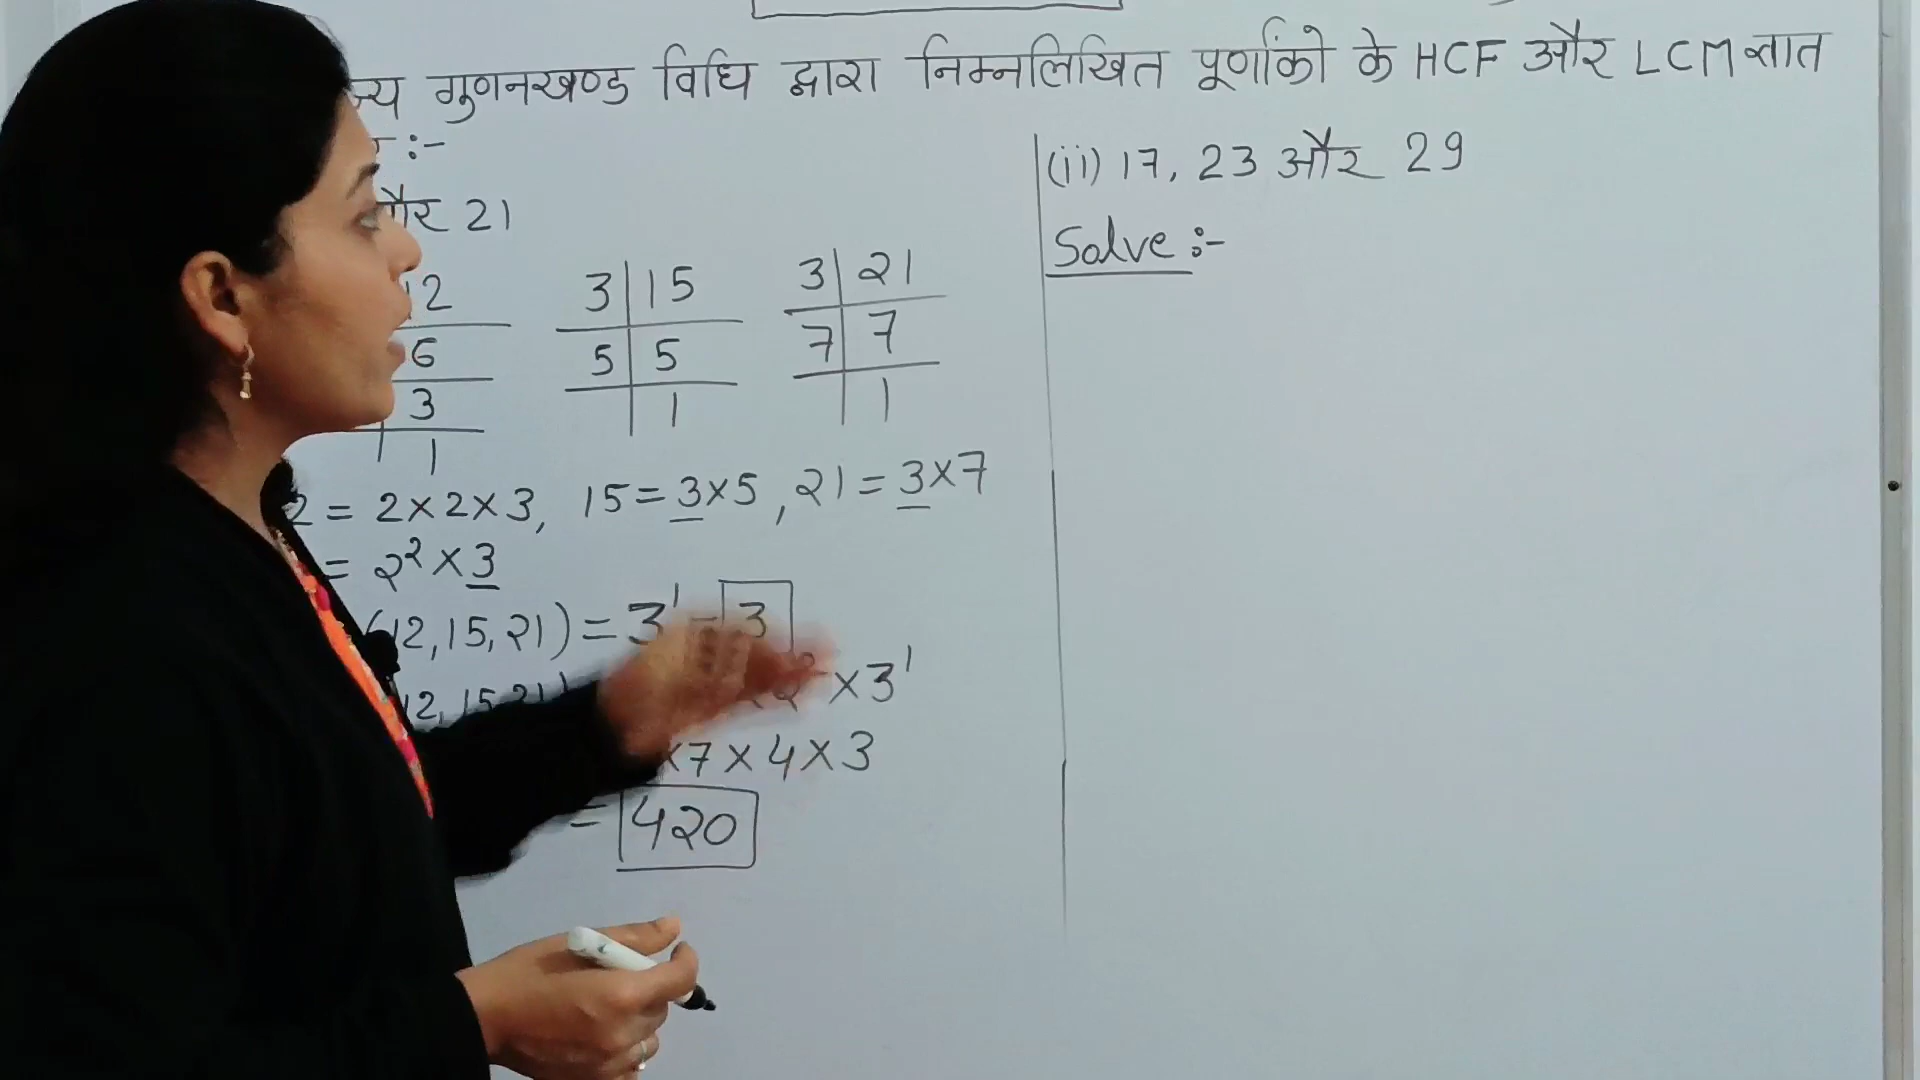 गुणनखण्ड विधि द्वारा निम्नलिखित पूर्णांको के HCF और LCM ज्ञात
:-
और 21
12
6
3
1
3 | 15
5 | 5
1
3 | 21
7 | 7
1
2 = 2×2×3, 15 = 3×5, 21 = 3×7
= 2² × 3
(12, 15, 21) = 3¹ = 3
12, 15, 21) 2² × 3¹
×7 × 4 × 3
= 420
(ii) 17, 23 और 29
Solve :-